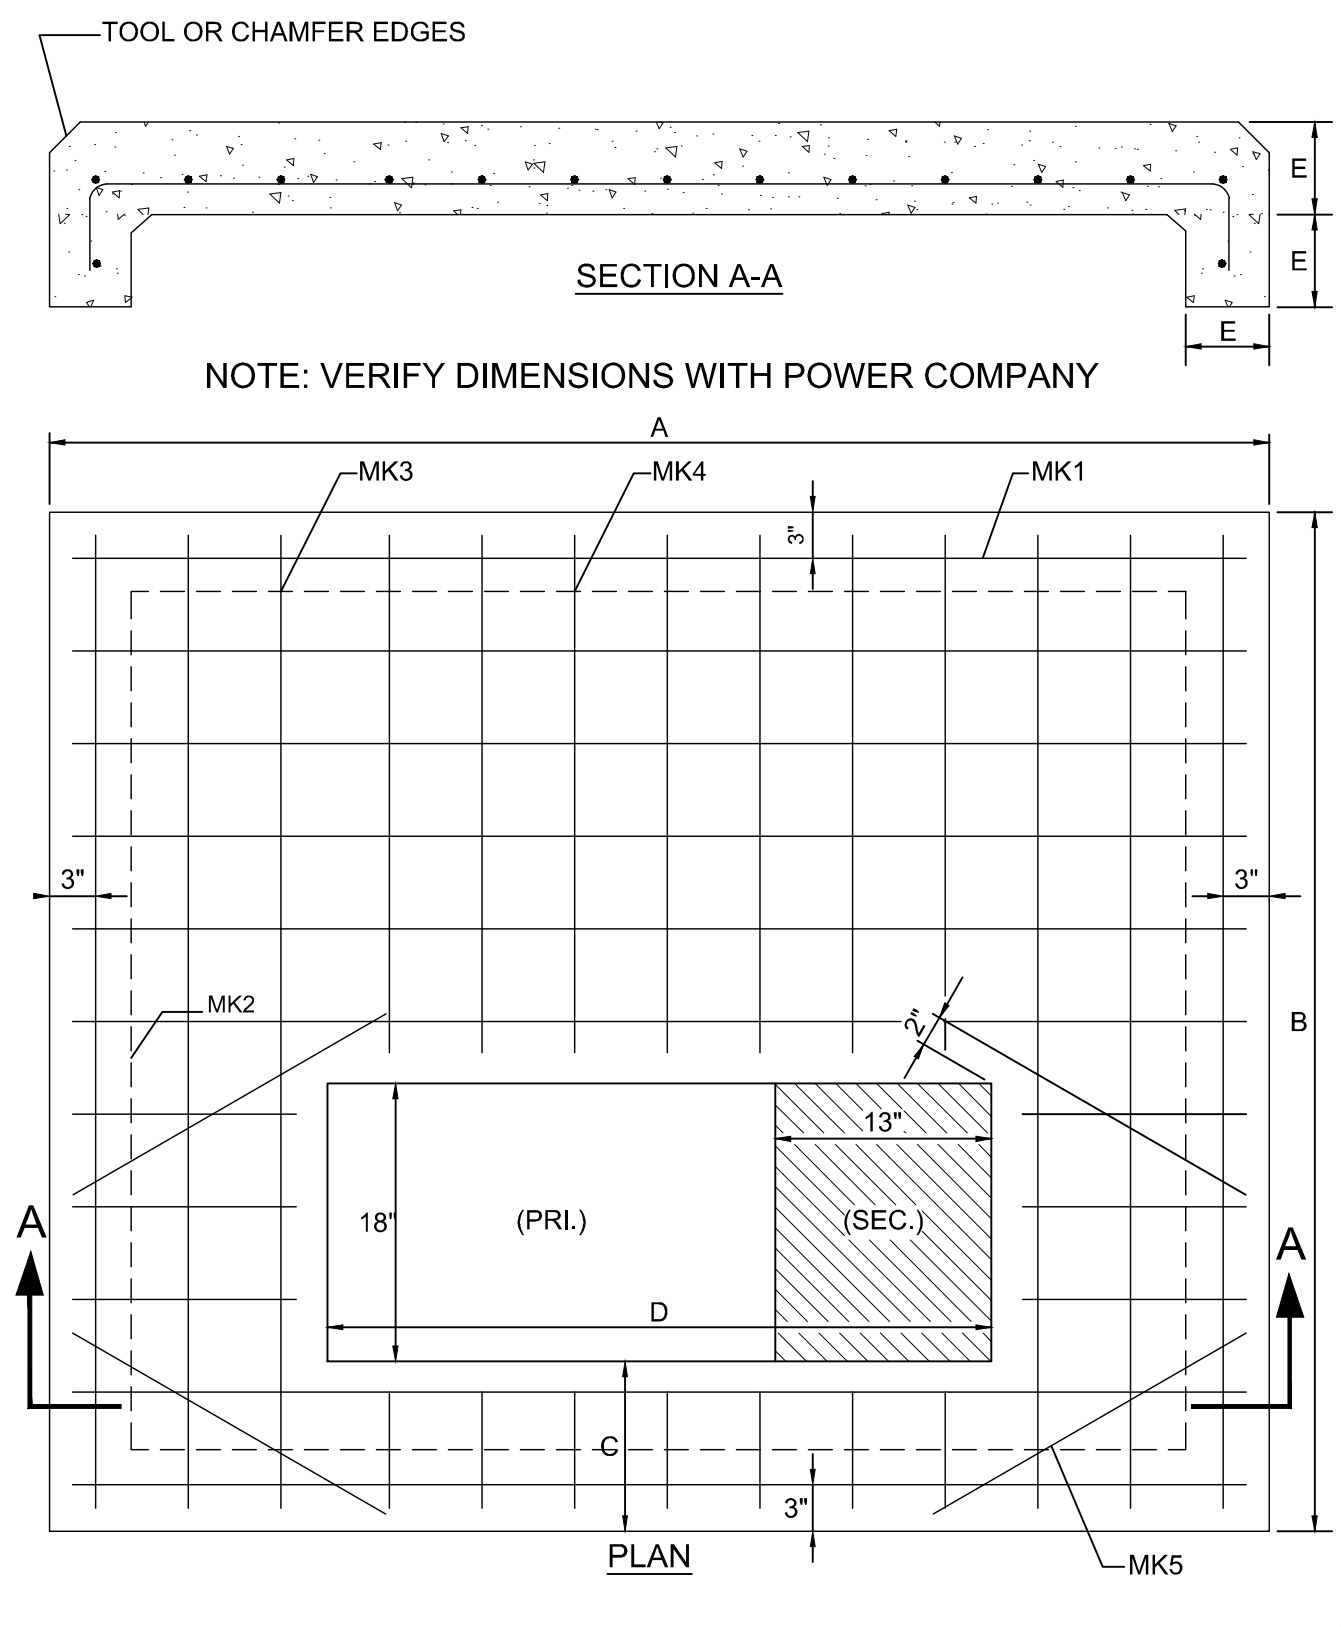 TOOL OR CHAMFER EDGES
E
E
SECTION A-A
E
NOTE: VERIFY DIMENSIONS WITH POWER COMPANY
A
MK3
MK4
MK1
3"
3"
3"
MK2
2"
B
13"
18"
(PRI.)
(SEC.)
A
A
D
C
3"
PLAN
MK5